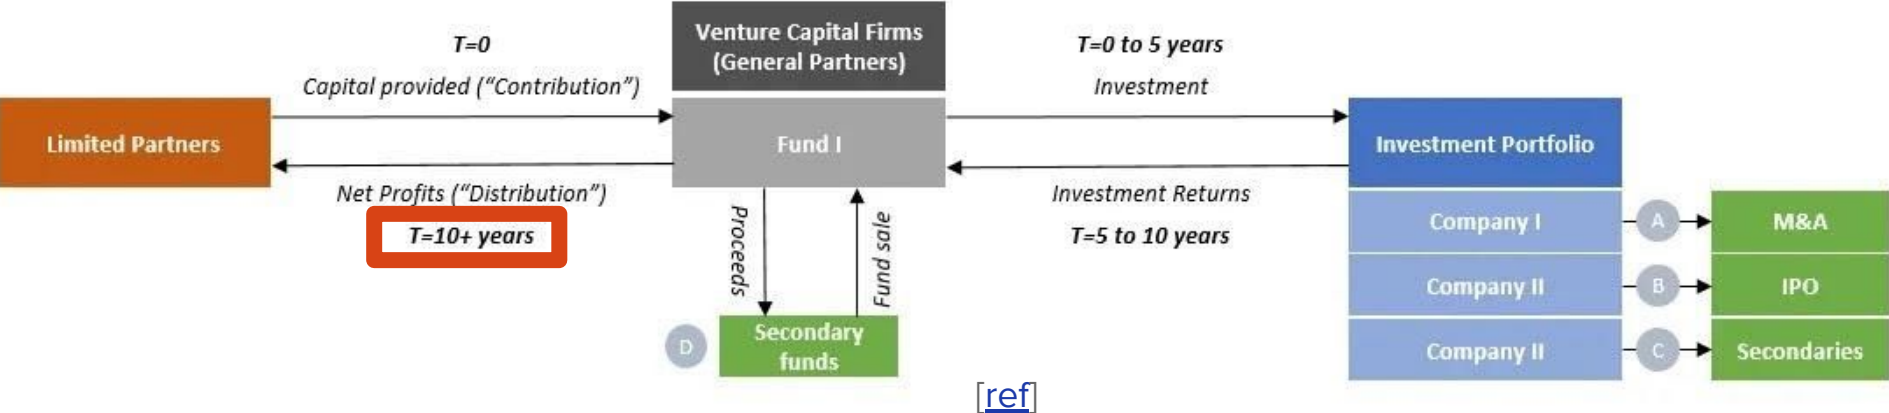 T=0
Capital provided (“Contribution”)
Venture Capital Firms
(General Partners)
T=0 to 5 years
Investment
Limited Partners
Fund I
Investment Portfolio
Net Profits (“Distribution”)
T=10+ years
Proceeds
Fund sale
Investment Returns
T=5 to 10 years
Company I
A
M&A
Company II
B
IPO
Company II
C
Secondaries
D
Secondary
funds
[ref]